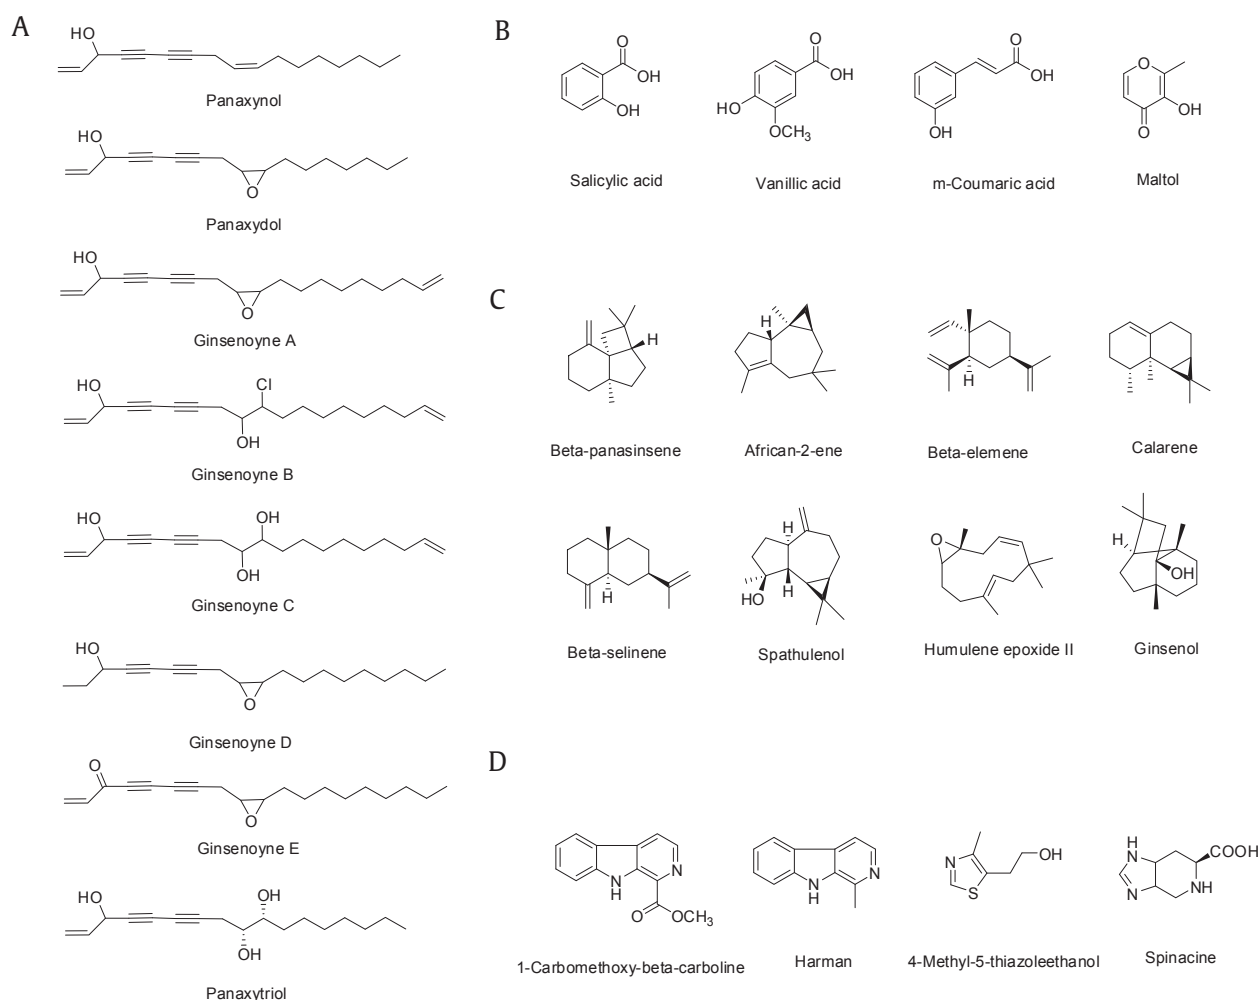 A
HO
Panaxynol
HO
O
Panaxydol
HO
O
Ginsenoyne A
HO
Cl
OH
Ginsenoyne B
HO
OH
OH
Ginsenoyne C
HO
O
Ginsenoyne D
O
O
Ginsenoyne E
HO
OH
OH
Panaxytriol
B
O
OH
OH
Salicylic acid
O
OH
HO
OCH3
Vanillic acid
O
OH
OH
m-Coumaric acid
O
OH
O
Maltol
C
H
Beta-panasinsene
H
African-2-ene
H
Beta-elemene
Calarene
H
Beta-selinene
H
H
HO
Spathulenol
O
Humulene epoxide II
H
OH
Ginsenol
D
N
N
H
O
OCH3
1-Carbomethoxy-beta-carboline
N
N
H
Harman
N
S
OH
4-Methyl-5-thiazoleethanol
H
N
N
NH
COOH
Spinacine